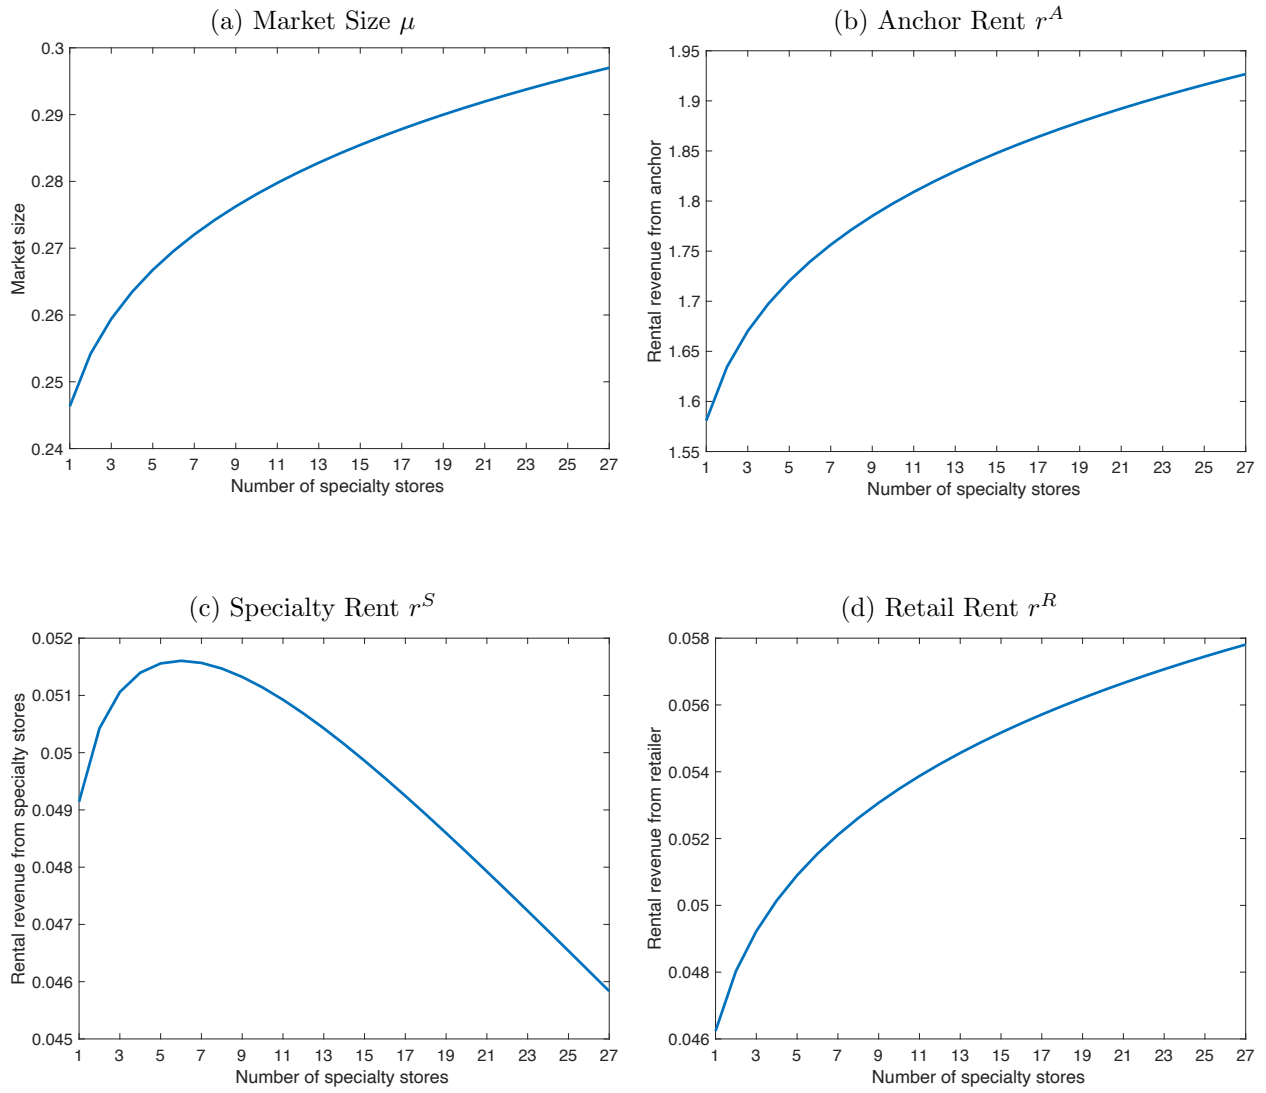 (a) Market Size μ
0.3
0.29
0.28
0.27
0.26
0.25
0.24
Market size
1 3 5 7 9 11 13 15 17 19 21 23 25 27
Number of specialty stores
(b) Anchor Rent r^A
1.95
1.9
1.85
1.8
1.75
1.7
1.65
1.6
1.55
Rental revenue from anchor
1 3 5 7 9 11 13 15 17 19 21 23 25 27
Number of specialty stores
(c) Specialty Rent r^S
0.052
0.051
0.05
0.049
0.048
0.047
0.046
0.045
Rental revenue from specialty stores
1 3 5 7 9 11 13 15 17 19 21 23 25 27
Number of specialty stores
(d) Retail Rent r^R
0.058
0.056
0.054
0.052
0.05
0.048
0.046
Rental revenue from retailer
1 3 5 7 9 11 13 15 17 19 21 23 25 27
Number of specialty stores